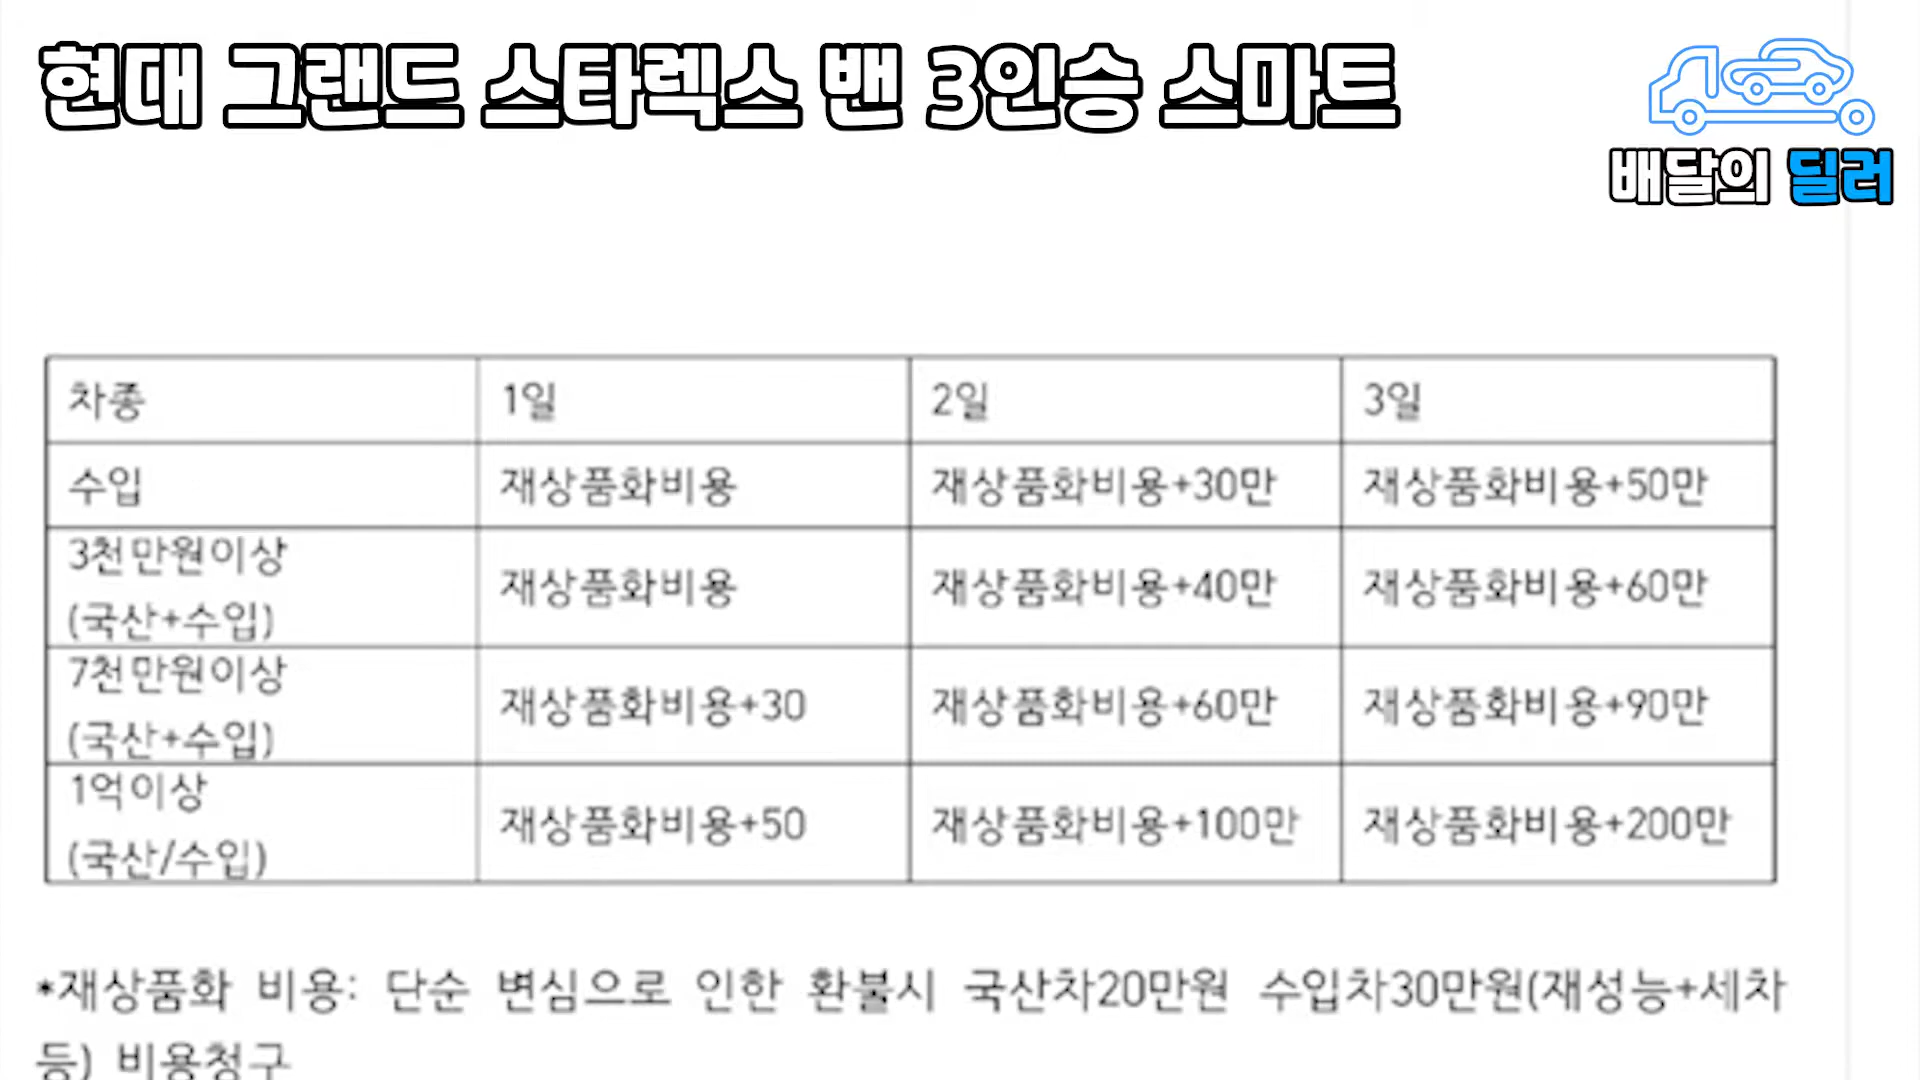 현대 그랜드 스타렉스 밴 3인승 스마트
배달의 딜러
차종 1일 2일 3일
수입 재상품화비용 재상품화비용+30만 재상품화비용+50만
3천만원이상
(국산+수입) 재상품화비용 재상품화비용+40만 재상품화비용+60만
7천만원이상
(국산+수입) 재상품화비용+30 재상품화비용+60만 재상품화비용+90만
1억이상
(국산/수입) 재상품화비용+50 재상품화비용+100만 재상품화비용+200만
*재상품화 비용: 단순 변심으로 인한 환불시 국산차20만원 수입차30만원(재성능+세차
등) 비용청구